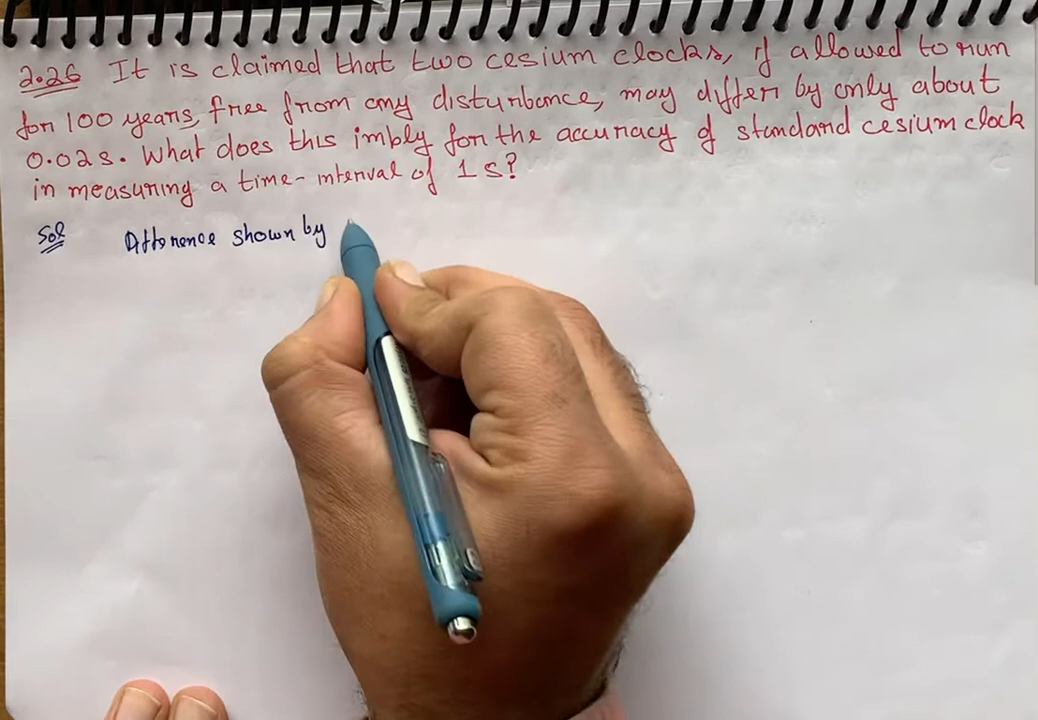 2.26 It is claimed that two cesium clocks, if allowed to run
for 100 years, free from any disturbance, may differ by only about
0.02s. What does this imbly for the accuracy of standard cesium clock
in measuring a time-interval of 1s?
Sol Difference shown by